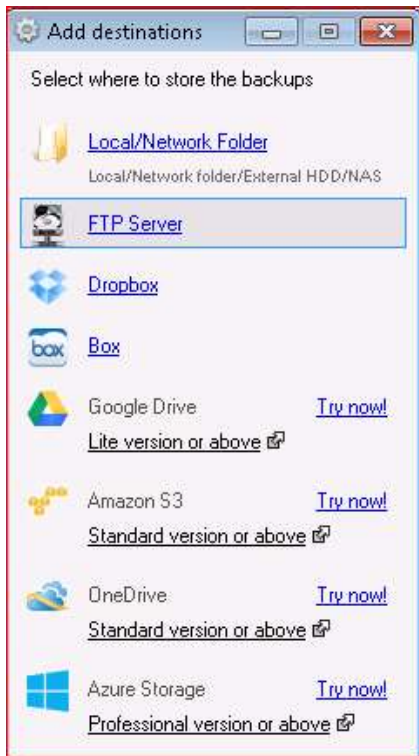 Add destinations
Select where to store the backups
Local/Network Folder
Local/Network folder/External HDD/NAS
FTP Server
Dropbox
box Box
Google Drive Try now!
Lite version or above
Amazon S3 Try now!
Standard version or above
OneDrive Try now!
Standard version or above
Azure Storage Try now!
Professional version or above